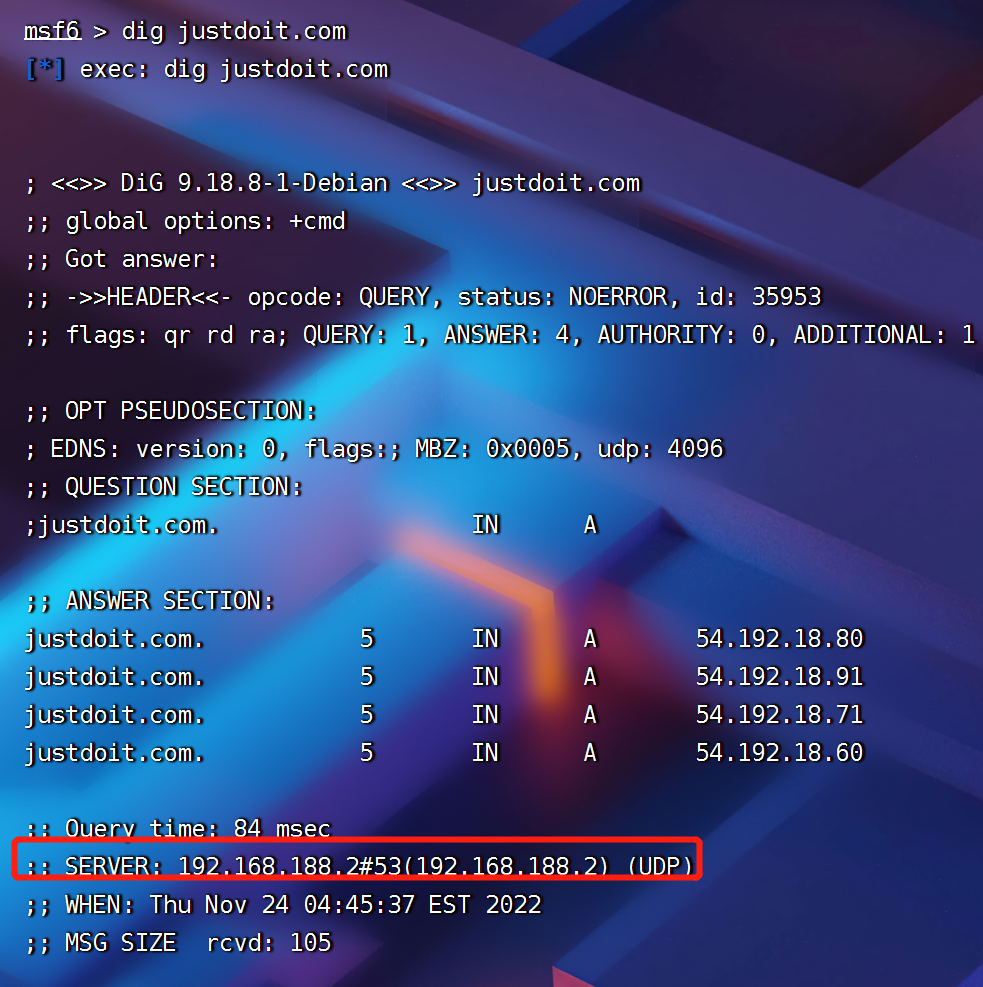 msf6 > dig justdoit.com
[*] exec: dig justdoit.com
; <<>> DiG 9.18.8-1-Debian <<>> justdoit.com
;; global options: +cmd
;; Got answer:
;; ->>HEADER<<- opcode: QUERY, status: NOERROR, id: 35953
;; flags: qr rd ra; QUERY: 1, ANSWER: 4, AUTHORITY: 0, ADDITIONAL: 1
;; OPT PSEUDOSECTION:
; EDNS: version: 0, flags:; MBZ: 0x0005, udp: 4096
;; QUESTION SECTION:
;justdoit.com. IN A
;; ANSWER SECTION:
justdoit.com. 5 IN A 54.192.18.80
justdoit.com. 5 IN A 54.192.18.91
justdoit.com. 5 IN A 54.192.18.71
justdoit.com. 5 IN A 54.192.18.60
;; Query time: 84 msec
;; SERVER: 192.168.188.2#53(192.168.188.2) (UDP)
;; WHEN: Thu Nov 24 04:45:37 EST 2022
;; MSG SIZE rcvd: 105